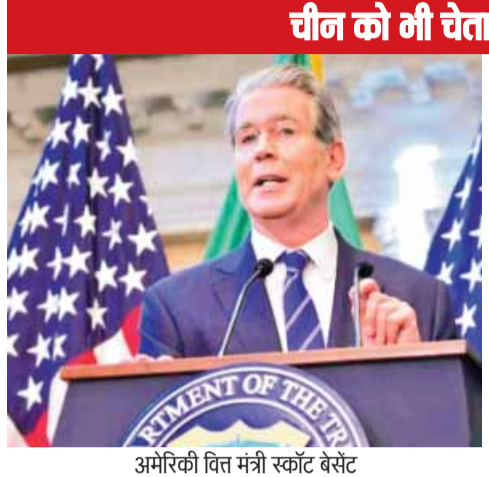 चीन को भी चेता
RTMENT OF THE TR
अमेरिकी वित्त मंत्री स्कॉट बेसेंट